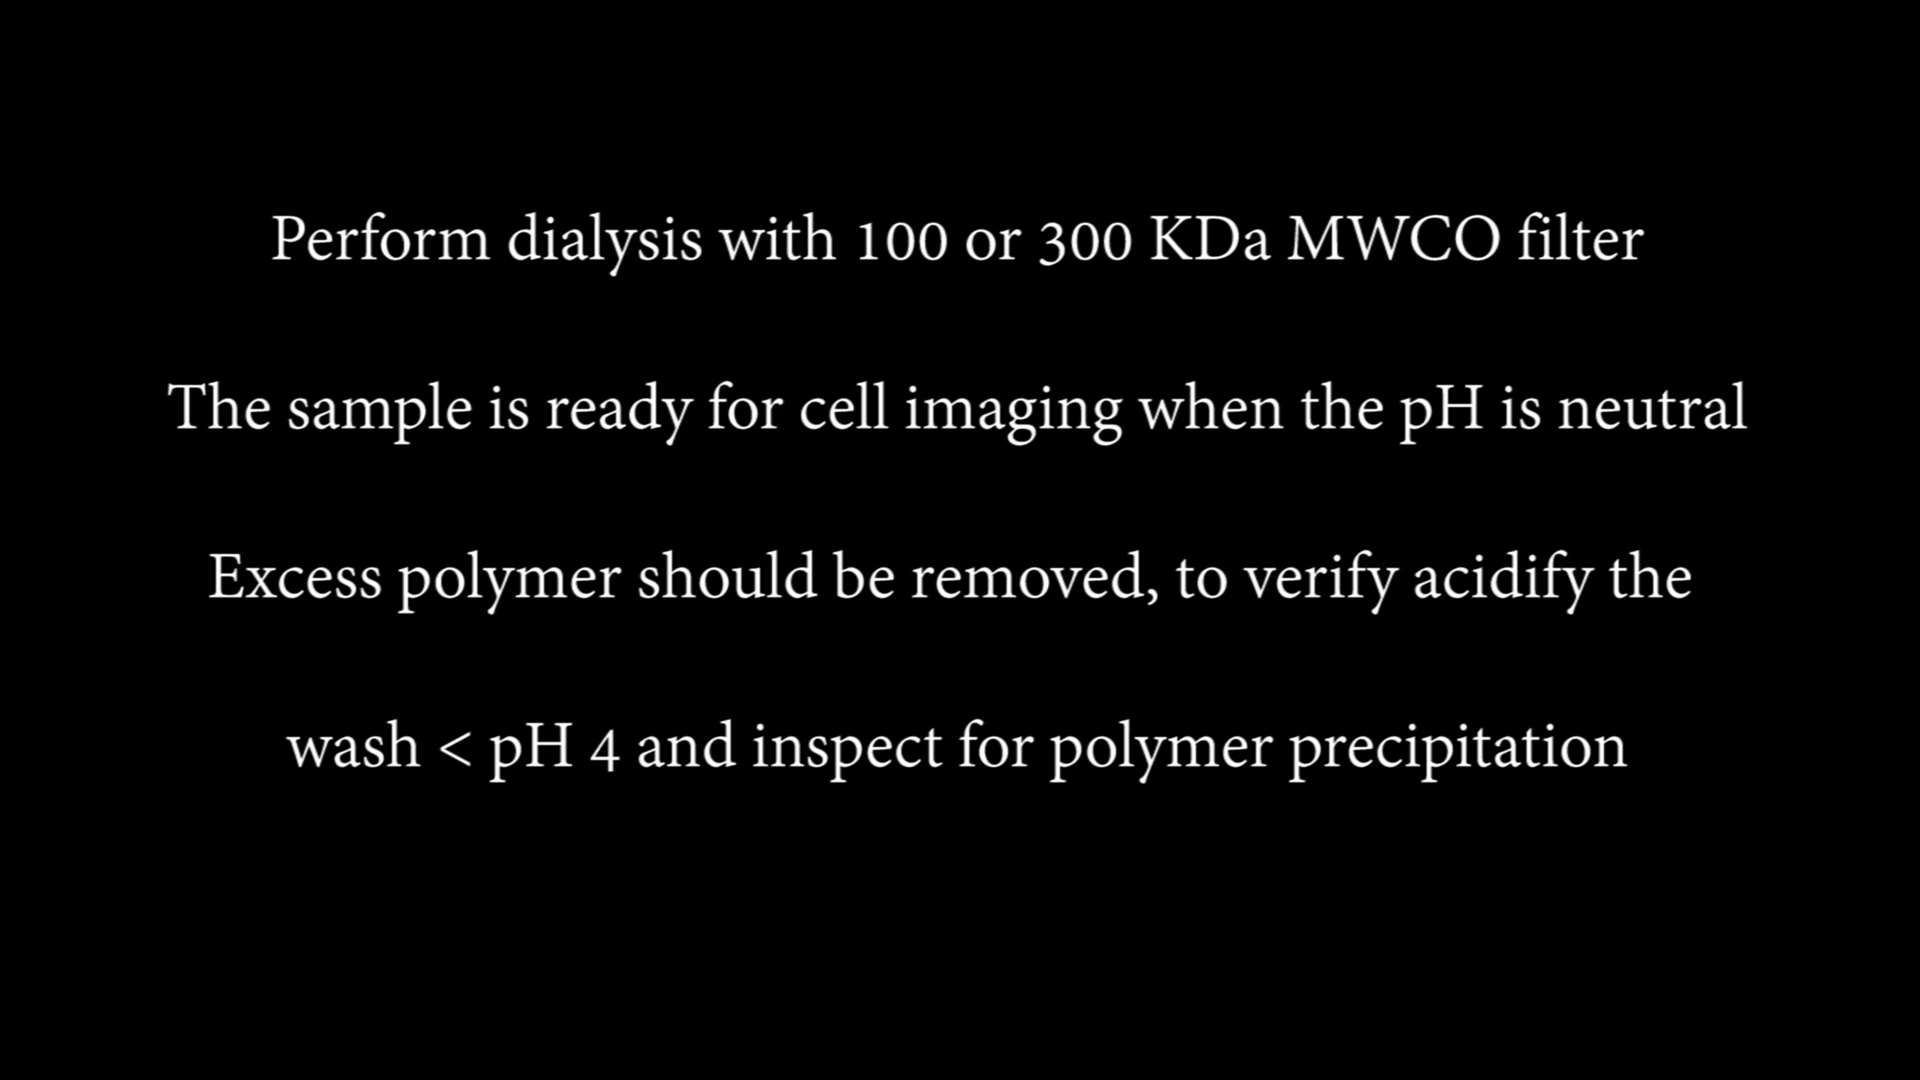 Perform dialysis with 100 or 300 KDa MWCO filter
The sample is ready for cell imaging when the pH is neutral
Excess polymer should be removed, to verify acidify the
wash < pH 4 and inspect for polymer precipitation